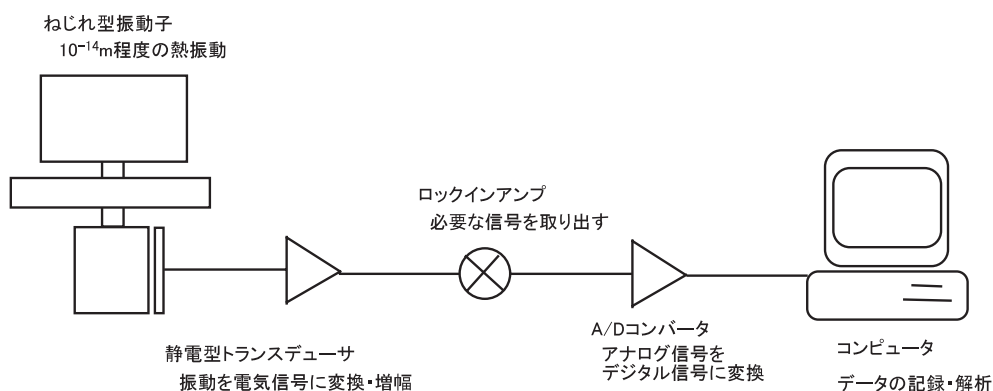 ねじれ型振動子
10⁻¹⁴m程度の熱振動
ロックインアンプ
必要な信号を取り出す
静電型トランスデューサ
振動を電気信号に変換・増幅
A/Dコンバータ
アナログ信号を
デジタル信号に変換
コンピュータ
データの記録・解析